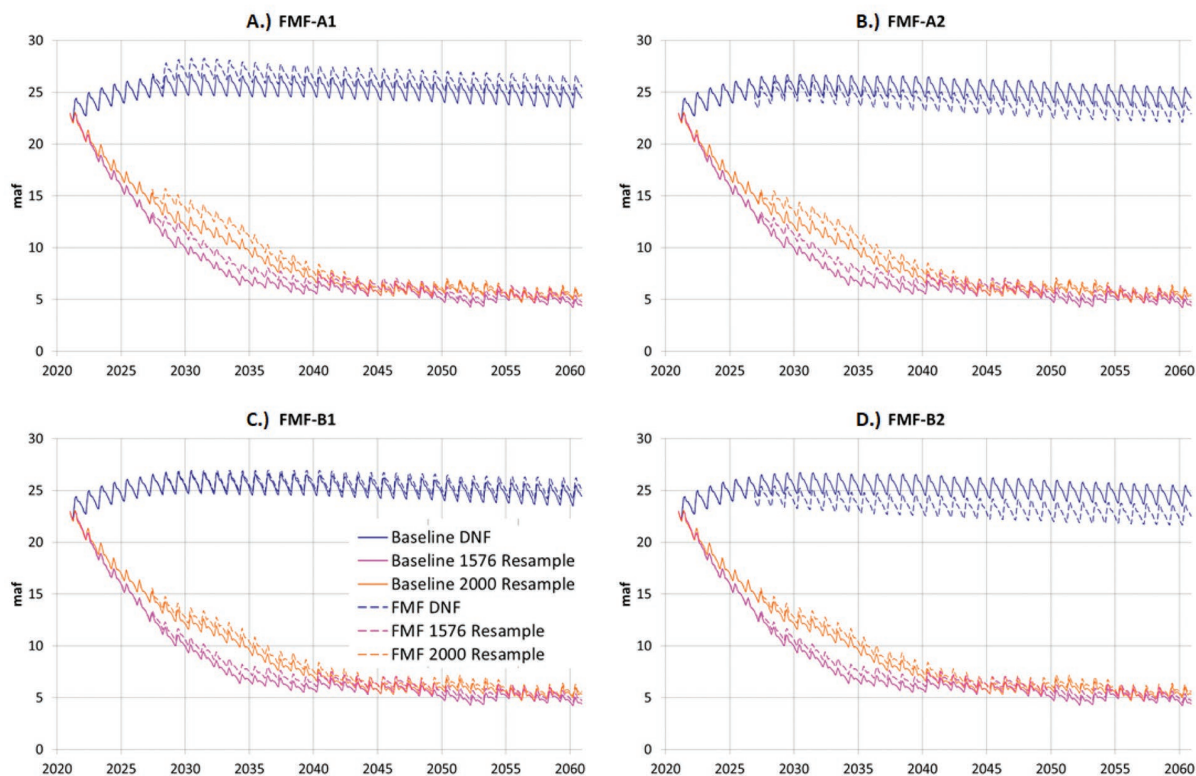 A.) FMF-A1
30
25
20
15
10
5
0
maf
2020 2025 2030 2035 2040 2045 2050 2055 2060
B.) FMF-A2
30
25
20
15
10
5
0
maf
2020 2025 2030 2035 2040 2045 2050 2055 2060
C.) FMF-B1
30
25
20
15
10
5
0
maf
2020 2025 2030 2035 2040 2045 2050 2055 2060
Baseline DNF
Baseline 1576 Resample
Baseline 2000 Resample
FMF DNF
FMF 1576 Resample
FMF 2000 Resample
D.) FMF-B2
30
25
20
15
10
5
0
maf
2020 2025 2030 2035 2040 2045 2050 2055 2060